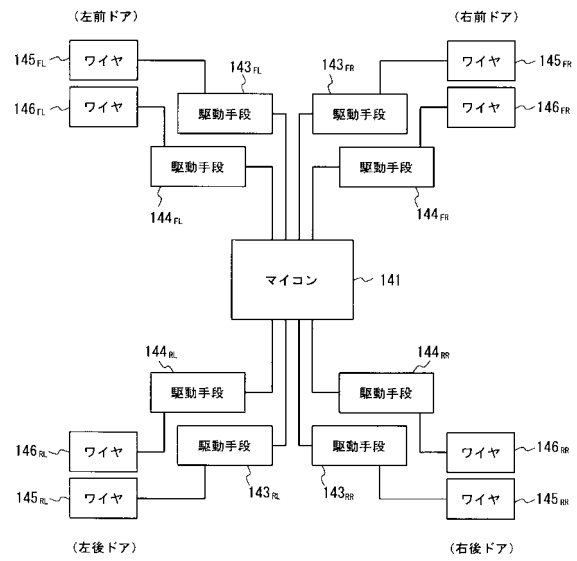 (左前ドア)
(右前ドア)
145FL
ワイヤ
143FL
143FR
ワイヤ
145FR
146FL
ワイヤ
駆動手段
駆動手段
ワイヤ
146FR
駆動手段
駆動手段
144FL
144FR
マイコン
141
144RL
144RR
駆動手段
駆動手段
146RL
ワイヤ
駆動手段
駆動手段
ワイヤ
146RR
145RL
ワイヤ
143RL
143RR
ワイヤ
145RR
(左後ドア)
(右後ドア)